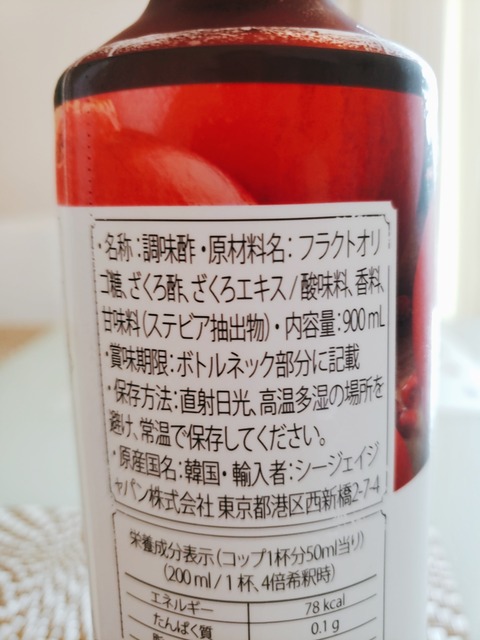 ・名称：調味酢・原材料名：フラクトオリ
ゴ糖、ざくろ酢、ざくろエキス/酸味料、香料、
甘味料(ステビア抽出物)・内容量：900 mL
・賞味期限：ボトルネック部分に記載
・保存方法：直射日光、高温多湿の場所を
避け、常温で保存してください。
・原産国名：韓国・輸入者：シージェイジ
ャパン株式会社 東京都港区西新橋2-7-4
栄養成分表示(コップ1杯分50ml当り)
(200 ml / 1 杯、4倍希釈時)
エネルギー 78 kcal
たんぱく質 0.1 g